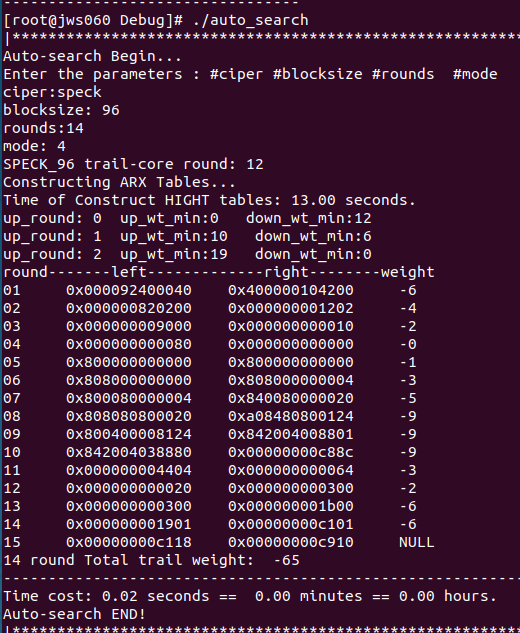 ----------------------------------
[root@jws060 Debug]# ./auto_search
|************************************************************
Auto-search Begin...
Enter the parameters : #ciper #blocksize #rounds  #mode
ciper:speck
blocksize: 96
rounds:14
mode: 4
SPECK_96 trail-core round: 12
Constructing ARX Tables...
Time of Construct HIGHT tables: 13.00 seconds.
up_round: 0  up_wt_min:0   down_wt_min:12
up_round: 1  up_wt_min:10   down_wt_min:6
up_round: 2  up_wt_min:19   down_wt_min:0
round-------left-------------right--------weight
01     0x000092400040    0x400000104200     -6
02     0x000000820200    0x000000001202     -4
03     0x000000009000    0x000000000010     -2
04     0x000000000080    0x000000000000     -0
05     0x800000000000    0x800000000000     -1
06     0x808000000000    0x808000000004     -3
07     0x800080000004    0x840080000020     -5
08     0x808080800020    0xa08480800124     -9
09     0x800400008124    0x842004008801     -9
10     0x842004038880    0x00000000c88c     -9
11     0x000000004404    0x000000000064     -3
12     0x000000000020    0x000000000300     -2
13     0x000000000300    0x000000001b00     -6
14     0x000000001901    0x00000000c101     -6
15     0x00000000c118    0x00000000c910     NULL
14 round Total trail weight:  -65
------------------------------------------------------------
Time cost: 0.02 seconds ==  0.00 minutes == 0.00 hours.
Auto-search END!
|************************************************************